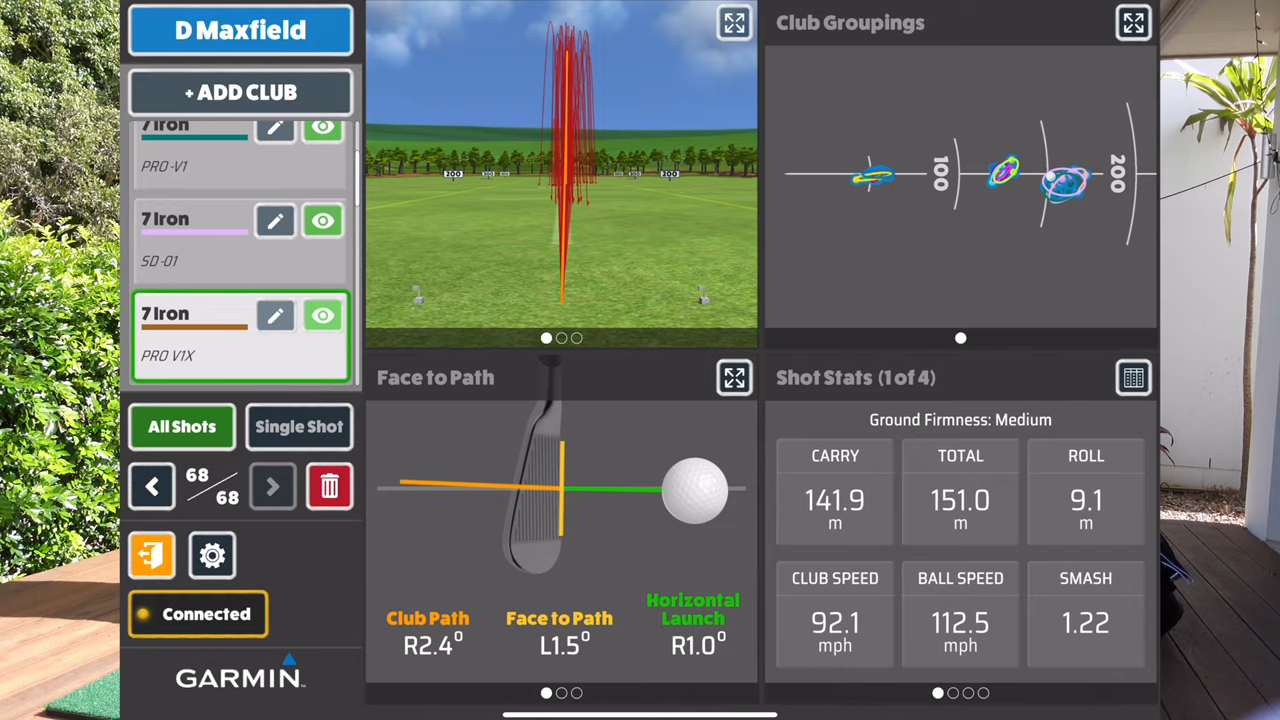 D Maxfield
+ ADD CLUB
7 Iron
PRO-V1
7 Iron
SD-01
7 Iron
PRO V1X
All Shots
Single Shot
68
68
Connected
GARMIN
200
200
Club Groupings
100
200
Face to Path
Club Path
R2.4°
Face to Path
L1.5°
Horizontal
Launch
R1.0°
Shot Stats (1 of 4)
Ground Firmness: Medium
CARRY
TOTAL
ROLL
141.9
151.0
9.1
m
m
m
CLUB SPEED
BALL SPEED
SMASH
92.1
112.5
1.22
mph
mph